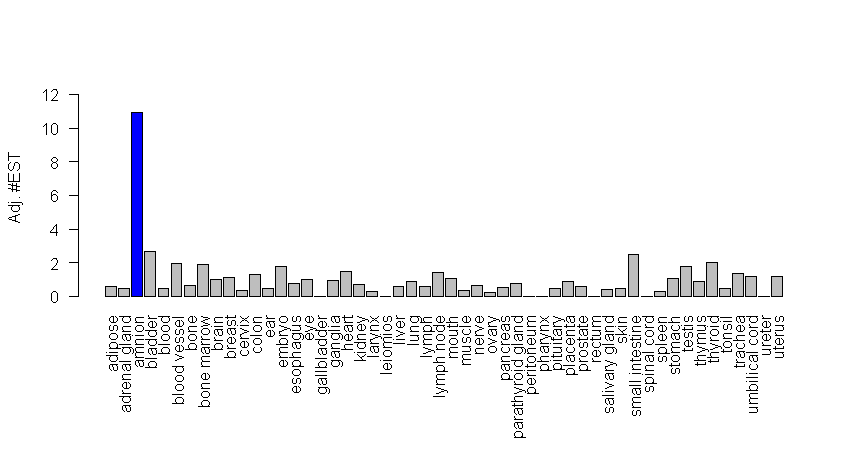 Adj. #EST
12
10
8
6
4
2
0
adipose
adrenal gland
amnion
bladder
blood
blood vessel
bone
bone marrow
brain
breast
cervix
colon
ear
embryo
esophagus
eye
gallbladder
ganglia
heart
kidney
larynx
leiomios
liver
lung
lymph
lymph node
mouth
muscle
nerve
ovary
pancreas
parathyroid gland
peritoneum
pharynx
pituitary
placenta
prostate
rectum
salivary gland
skin
small intestine
spinal cord
spleen
stomach
testis
thymus
thyroid
tonsil
trachea
umbilical cord
ureter
uterus